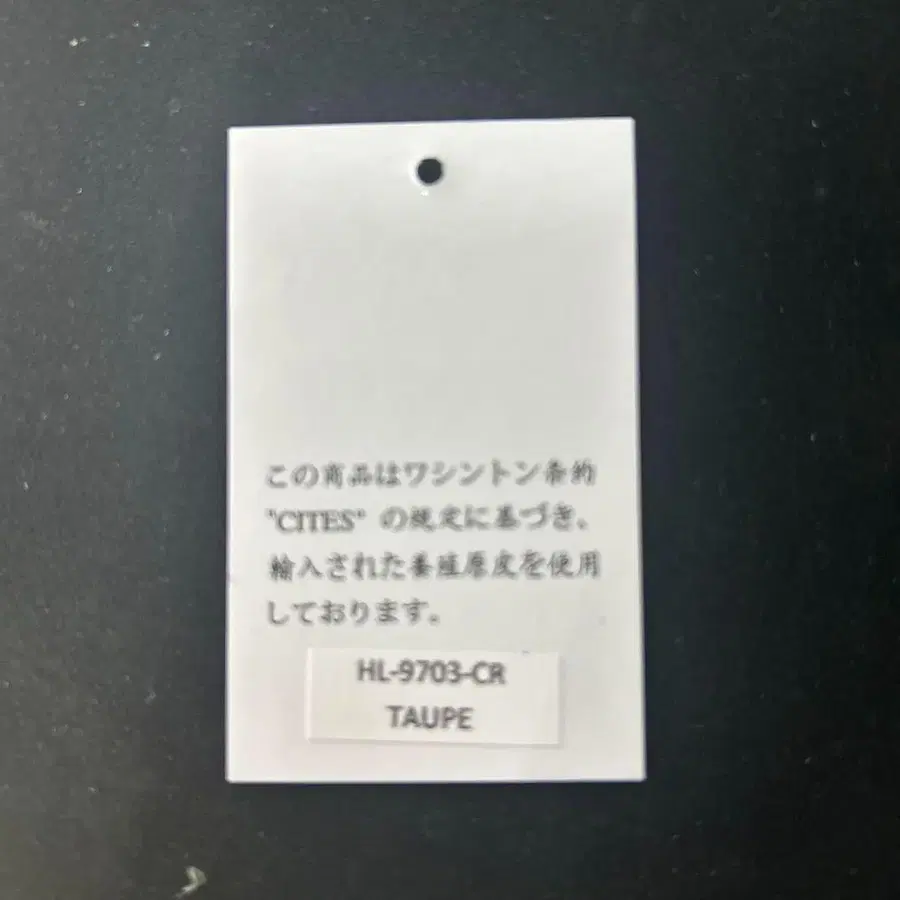 この商品はワシントン条約
"CITES" の規定に基づき、
輸入された養殖原皮を使用
しております。
HL-9703-CR
TAUPE